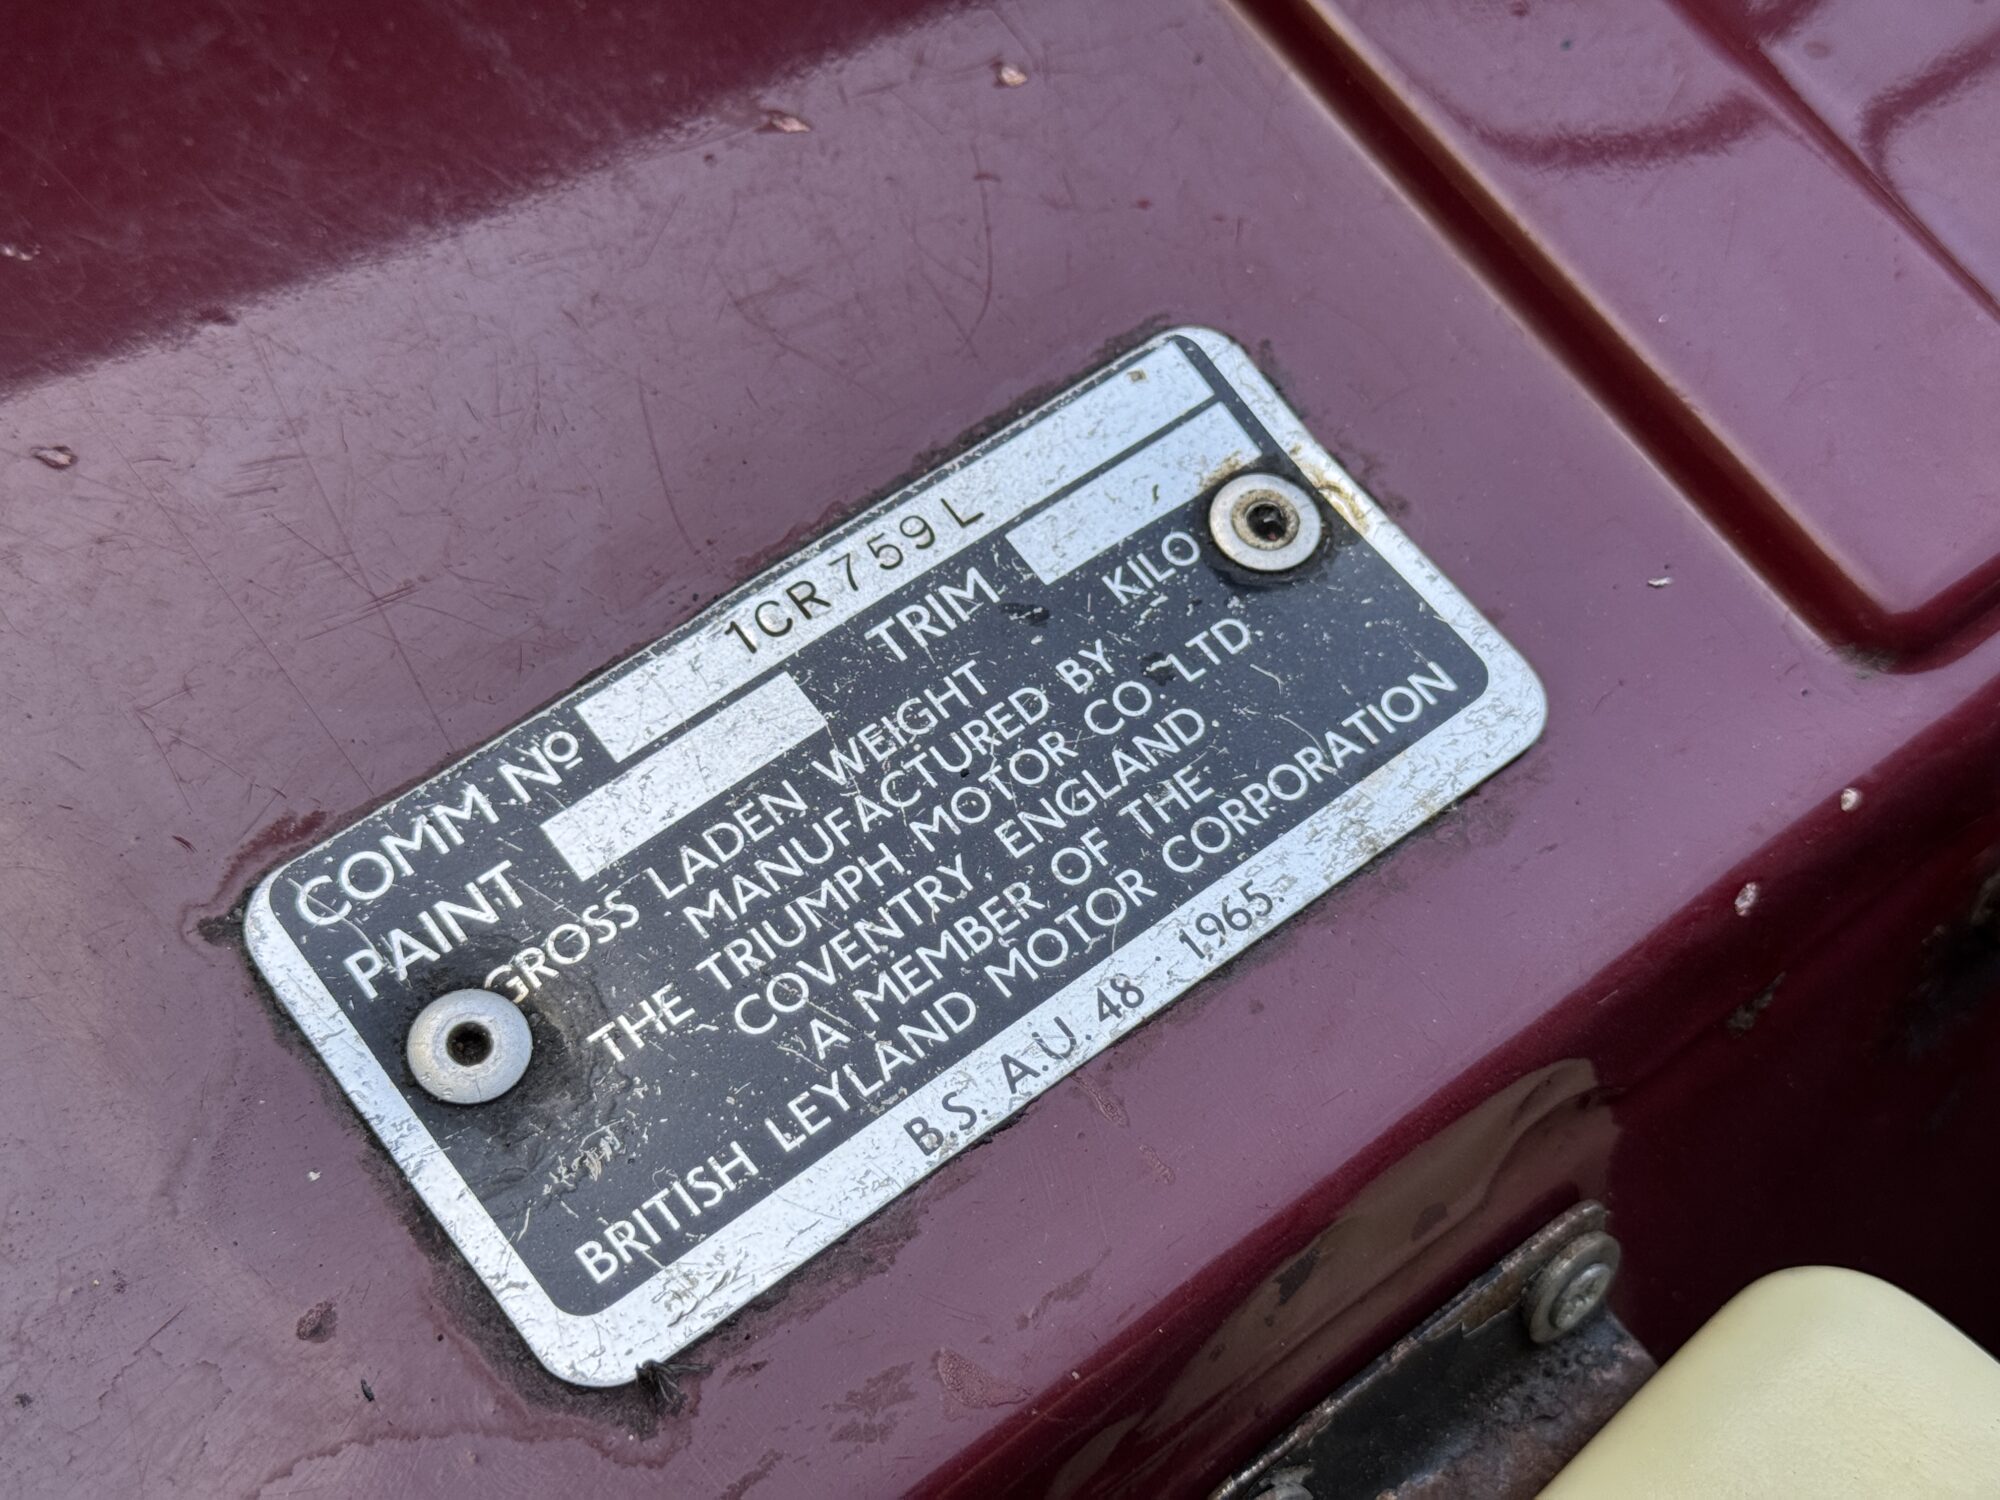 COMM Nº 1CR759L
PAINT TRIM
GROSS LADEN WEIGHT KILO
MANUFACTURED BY
THE TRIUMPH MOTOR CO. LTD.
COVENTRY, ENGLAND.
A MEMBER OF THE
BRITISH LEYLAND MOTOR CORPORATION
B.S. A.U. 48 1965.